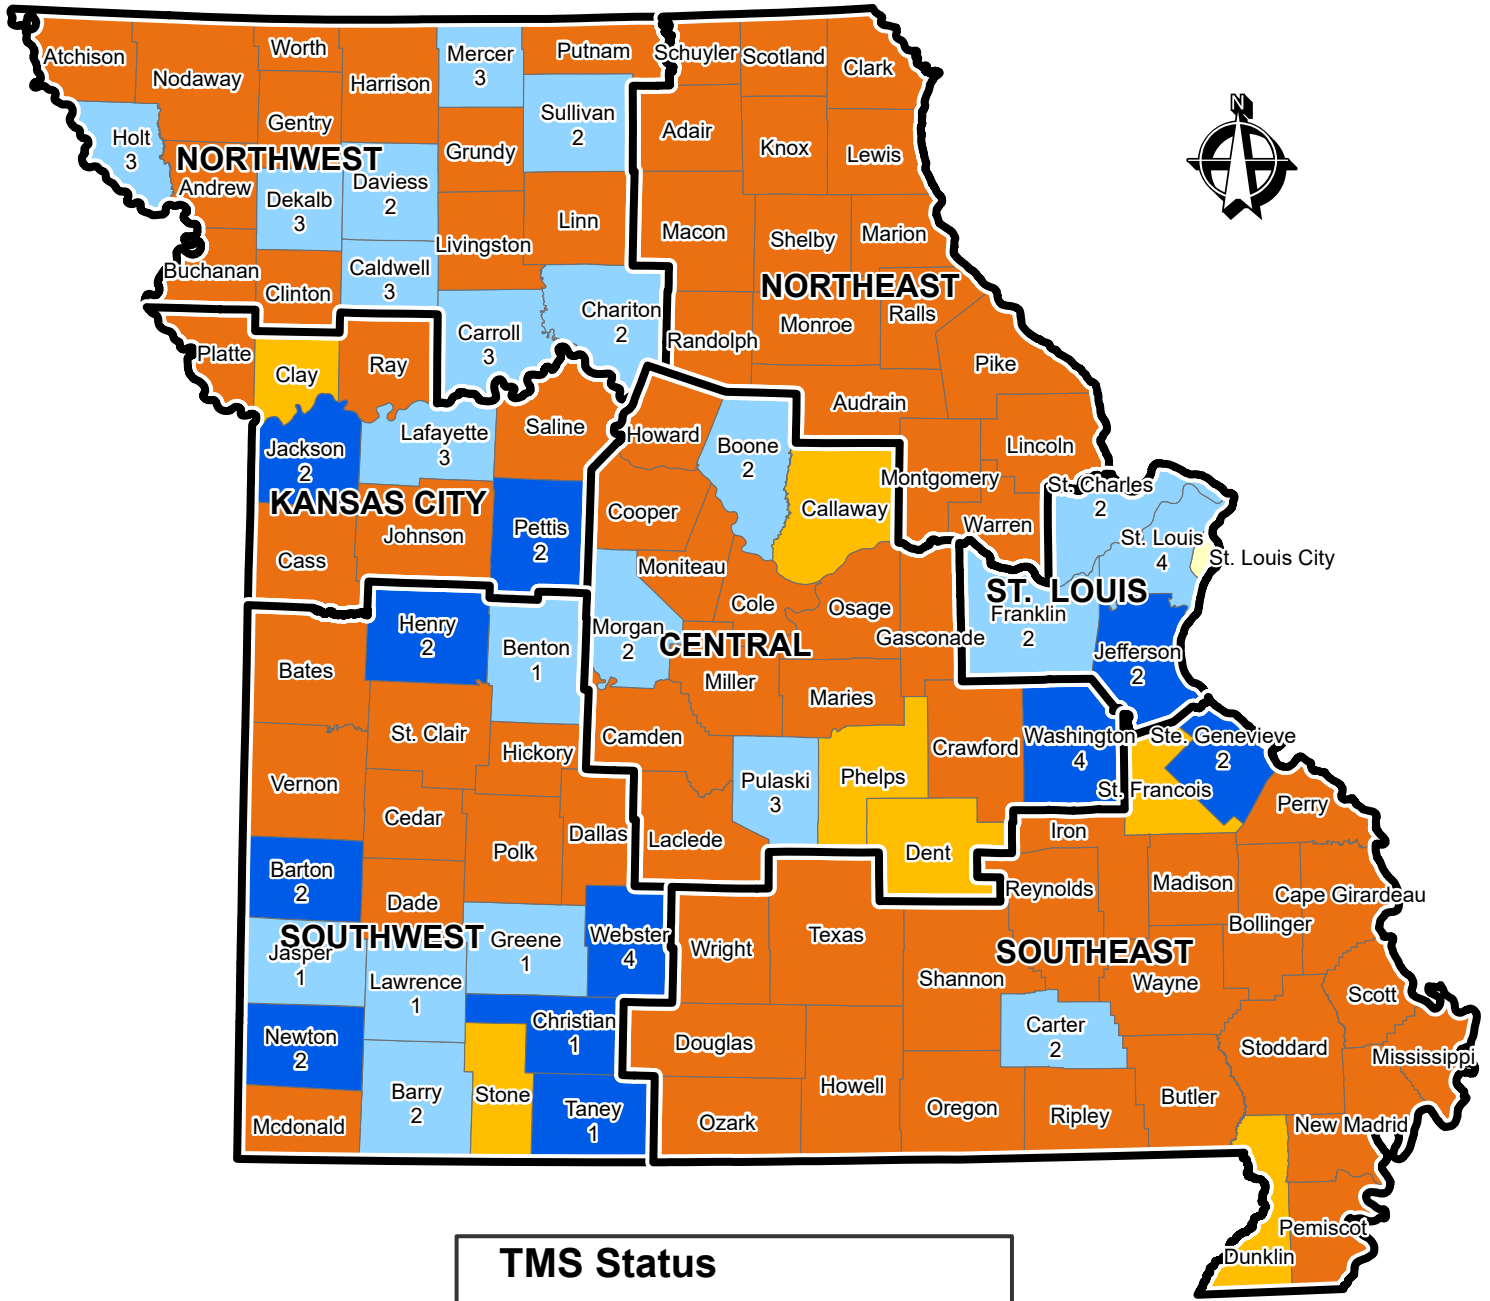 N
Atchison
Nodaway
Worth
Gentry
Harrison
Mercer
3
Putnam
Schuyler
Scotland
Clark
Holt
3
NORTHWEST
Andrew
Dekalb
3
Daviess
2
Grundy
Sullivan
2
Adair
Knox
Lewis
Buchanan
Clinton
Caldwell
3
Livingston
Linn
Macon
Shelby
Marion
NORTHEAST
Carroll
3
Chariton
2
Randolph
Monroe
Ralls
Pike
Audrain
Platte
Clay
Ray
Jackson
2
Lafayette
3
Saline
KANSAS CITY
Cass
Johnson
Pettis
2
Howard
Boone
2
Callaway
Montgomery
Lincoln
Warren
St. Charles
2
St. Louis
4
St. Louis City
ST. LOUIS
Franklin
2
Jefferson
2
Cooper
Moniteau
Cole
Osage
Gasconade
Morgan
2
CENTRAL
Miller
Maries
Camden
Pulaski
3
Phelps
Crawford
Washington
4
Laclede
Dent
Henry
2
Benton
1
Bates
St. Clair
Hickory
Vernon
Cedar
Polk
Dallas
Barton
2
Dade
SOUTHWEST
Jasper
1
Lawrence
1
Greene
1
Webster
4
Newton
2
Christian
1
Mcdonald
Barry
2
Stone
Taney
1
Ste. Genevieve
2
St. Francois
Perry
Iron
Reynolds
Madison
Cape Girardeau
Bollinger
Wright
Texas
SOUTHEAST
Shannon
Wayne
Scott
Carter
2
Stoddard
Mississippi
Douglas
Howell
Ozark
Oregon
Ripley
Butler
New Madrid
Pemiscot
Dunklin
TMS Status